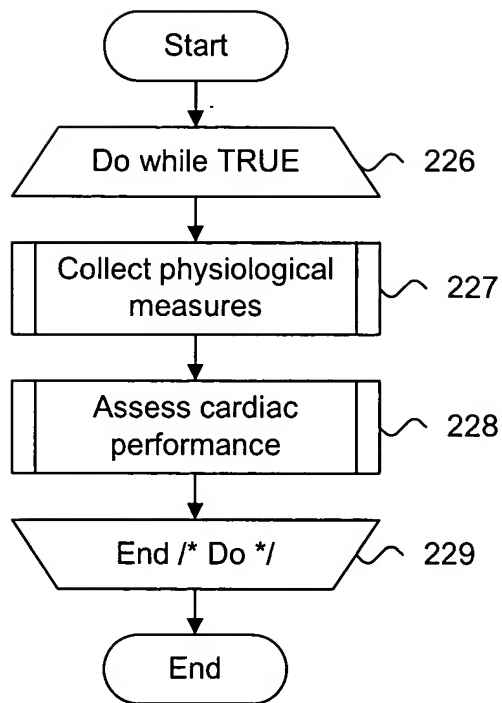 Start
Do while TRUE
226
Collect physiological
measures
227
Assess cardiac
performance
228
End /* Do */
229
End